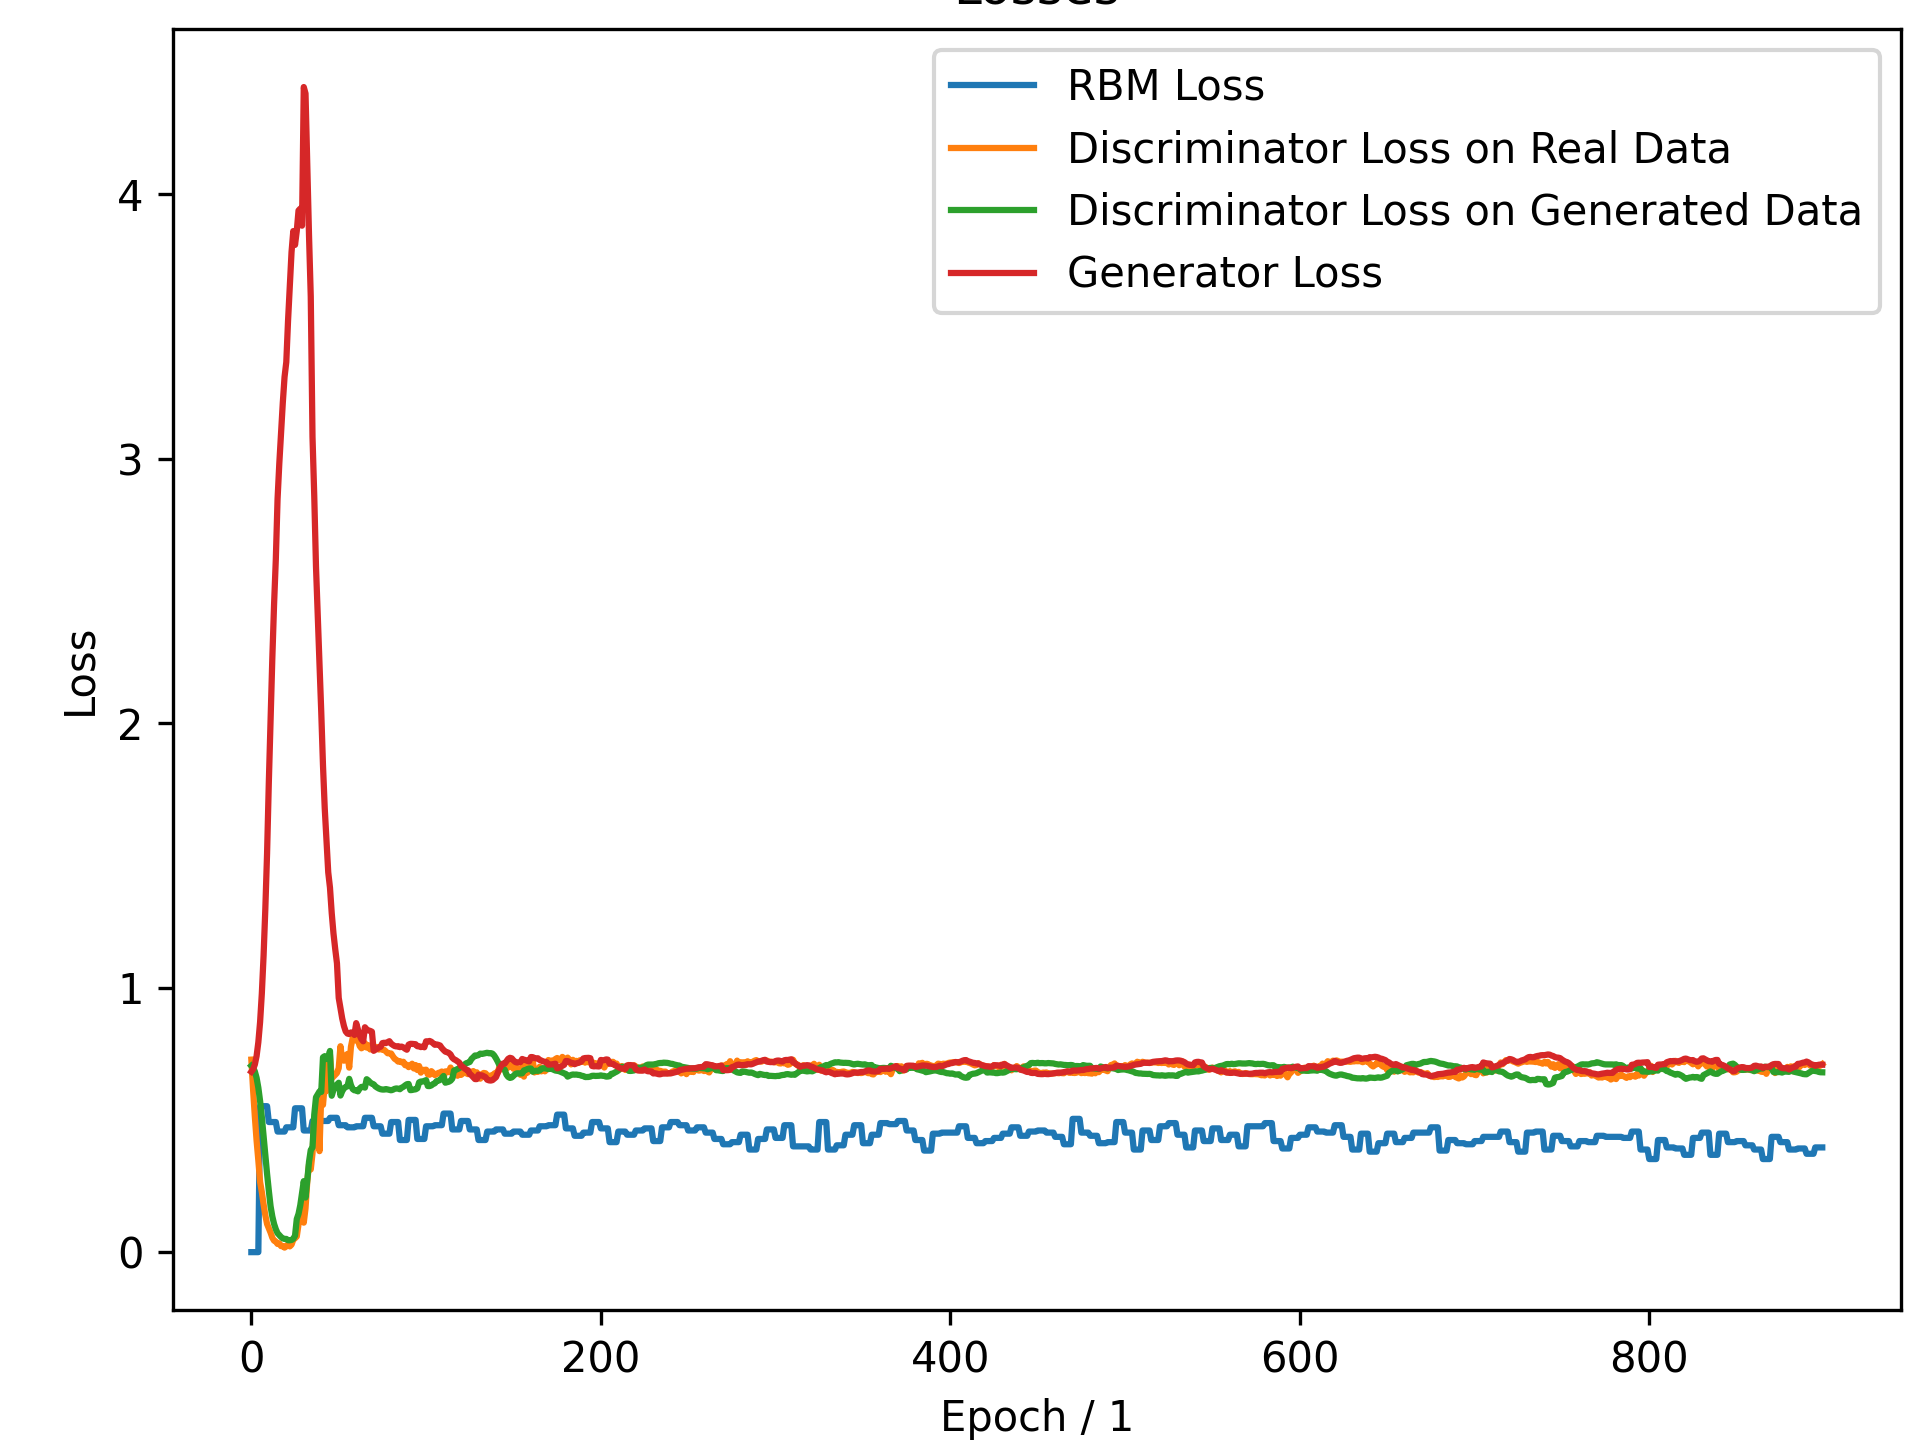 Losses
RBM Loss
Discriminator Loss on Real Data
Discriminator Loss on Generated Data
Generator Loss
4
3
2
1
0
Loss
0 200 400 600 800
Epoch / 1